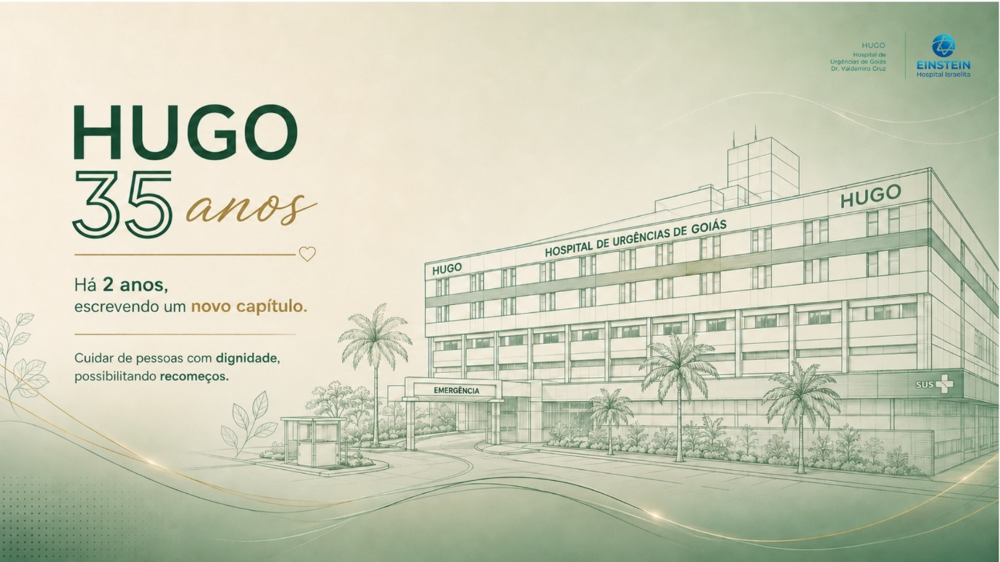 HUGO
Hospital de
Urgências de Goiás
Dr. Valdemiro Cruz
EINSTEIN
Hospital Israelita
HUGO
35 anos
Há 2 anos,
escrevendo um novo capítulo.
Cuidar de pessoas com dignidade,
possibilitando recomeços.
HUGO
HOSPITAL DE URGÊNCIAS DE GOIÁS
HUGO
EMERGÊNCIA
SUS